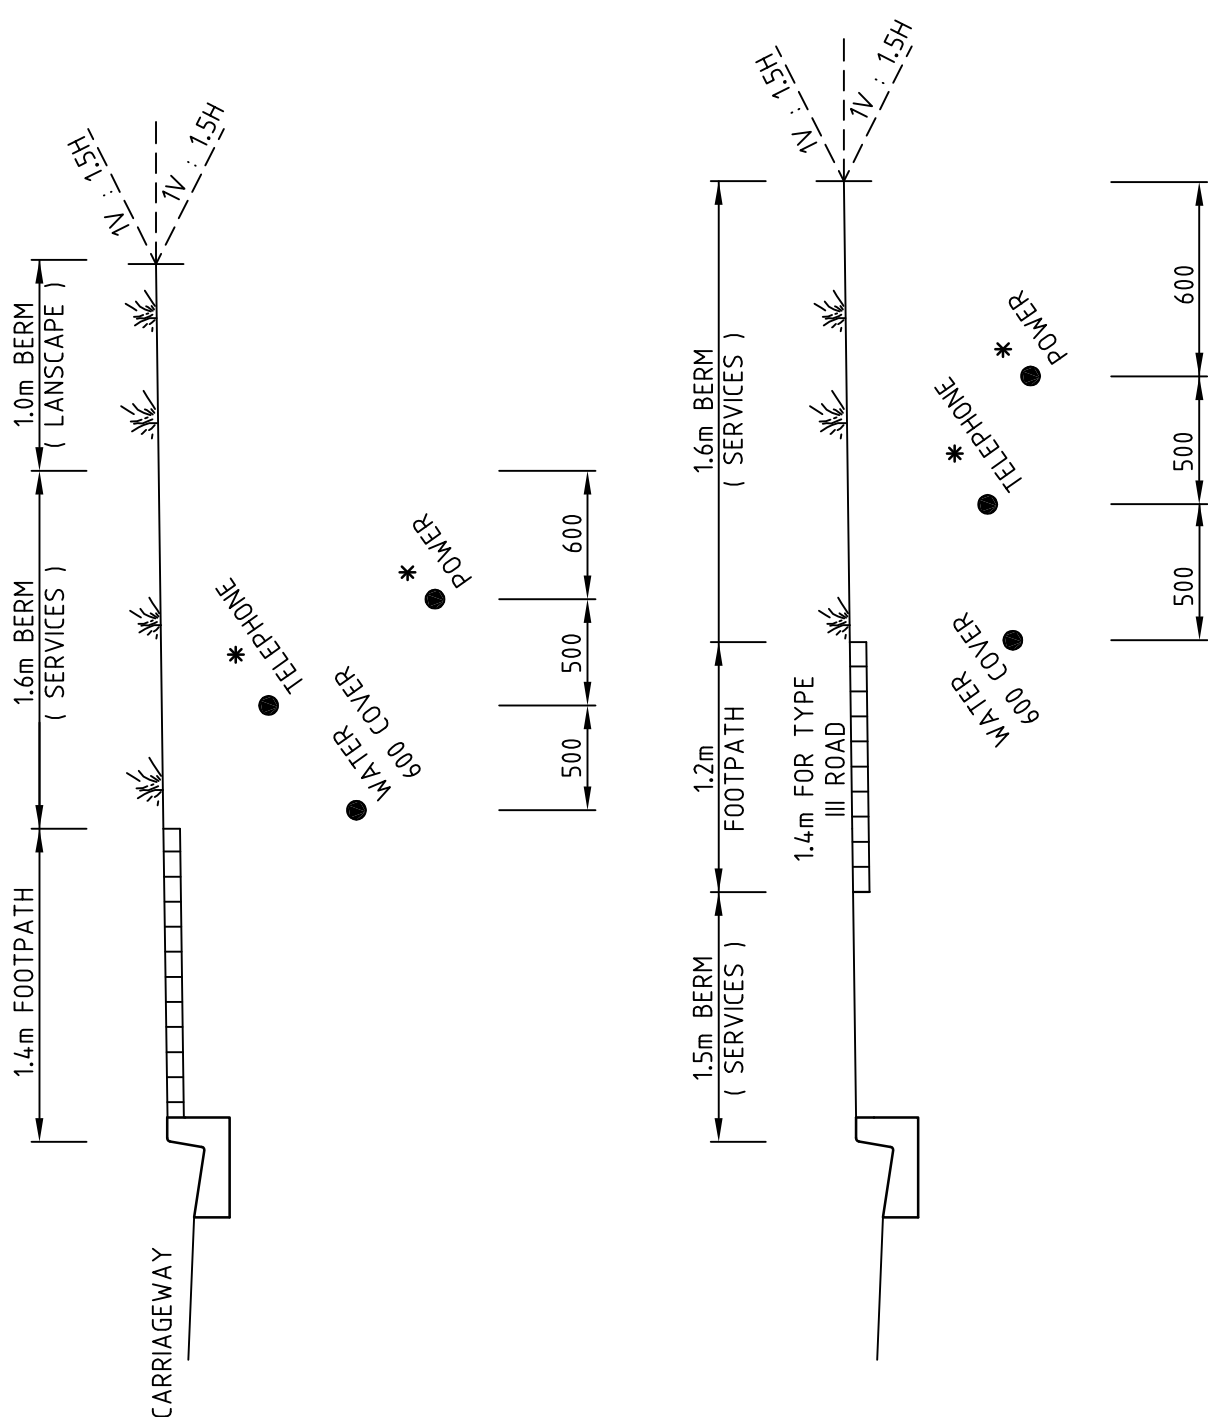 1V : 1.5H
1V : 1.5H
1.0m BERM
( LANSCAPE )
1.6m BERM
( SERVICES )
1.4m FOOTPATH
CARRIAGEWAY
* POWER
* TELEPHONE
WATER
600 COVER
600
500
500
1V : 1.5H
1V : 1.5H
1.6m BERM
( SERVICES )
1.2m
FOOTPATH
1.4m FOR TYPE
III ROAD
1.5m BERM
( SERVICES )
* POWER
* TELEPHONE
WATER
600 COVER
600
500
500